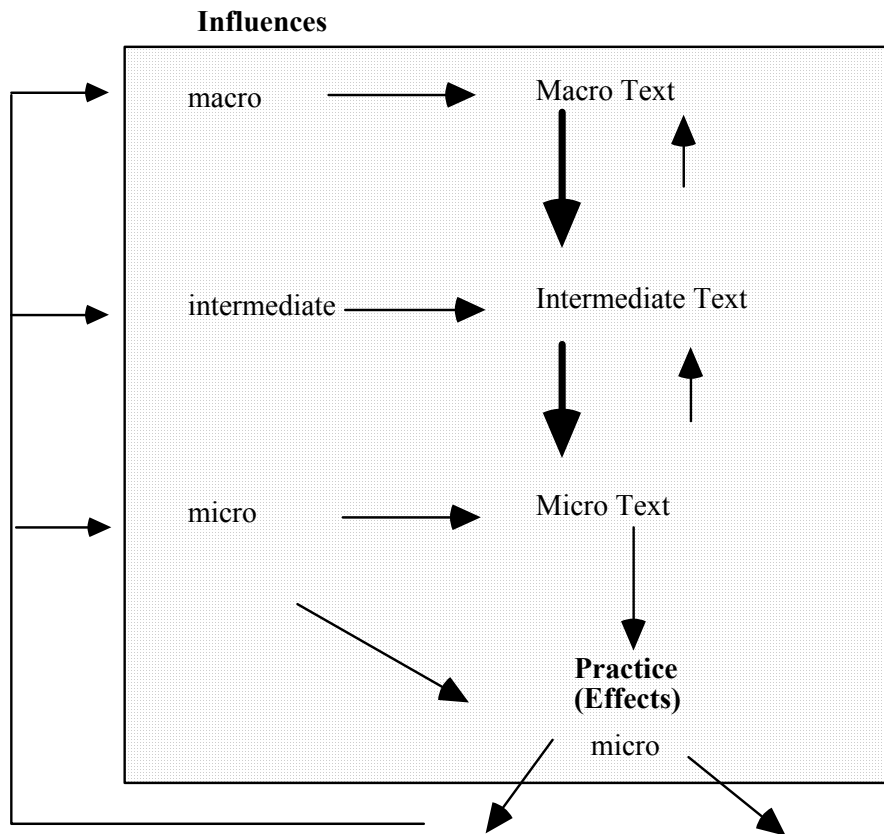 Influences
macro
Macro Text
intermediate
Intermediate Text
micro
Micro Text
Practice
(Effects)
micro